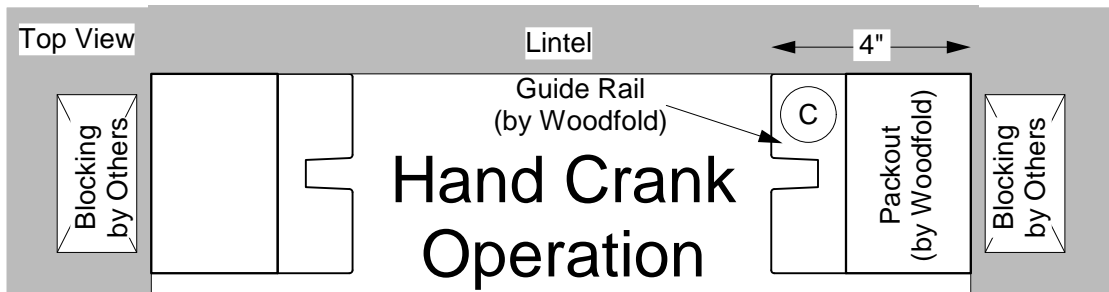 Top View
Lintel
4"
Guide Rail
(by Woodfold)
C
Blocking
by Others
Hand Crank
Operation
Packout
(by Woodfold)
Blocking
by Others